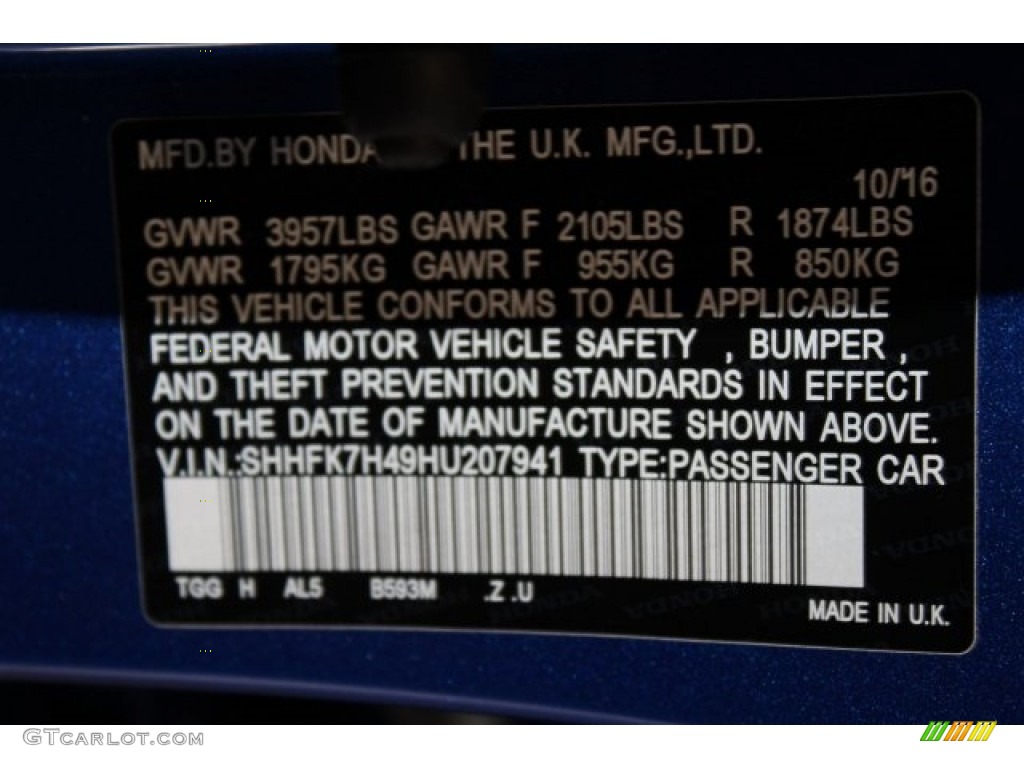 MFD.BY HONDA THE U.K. MFG.,LTD.
10/'16
GVWR 3957LBS GAWR F 2105LBS R 1874LBS
GVWR 1795KG GAWR F 955KG R 850KG
THIS VEHICLE CONFORMS TO ALL APPLICABLE
FEDERAL MOTOR VEHICLE SAFETY , BUMPER ,
AND THEFT PREVENTION STANDARDS IN EFFECT
ON THE DATE OF MANUFACTURE SHOWN ABOVE.
V.I.N.:SHHFK7H49HU207941 TYPE:PASSENGER CAR
TGG H AL5 B593M .Z .U
MADE IN U.K.
GTCARLOT.COM